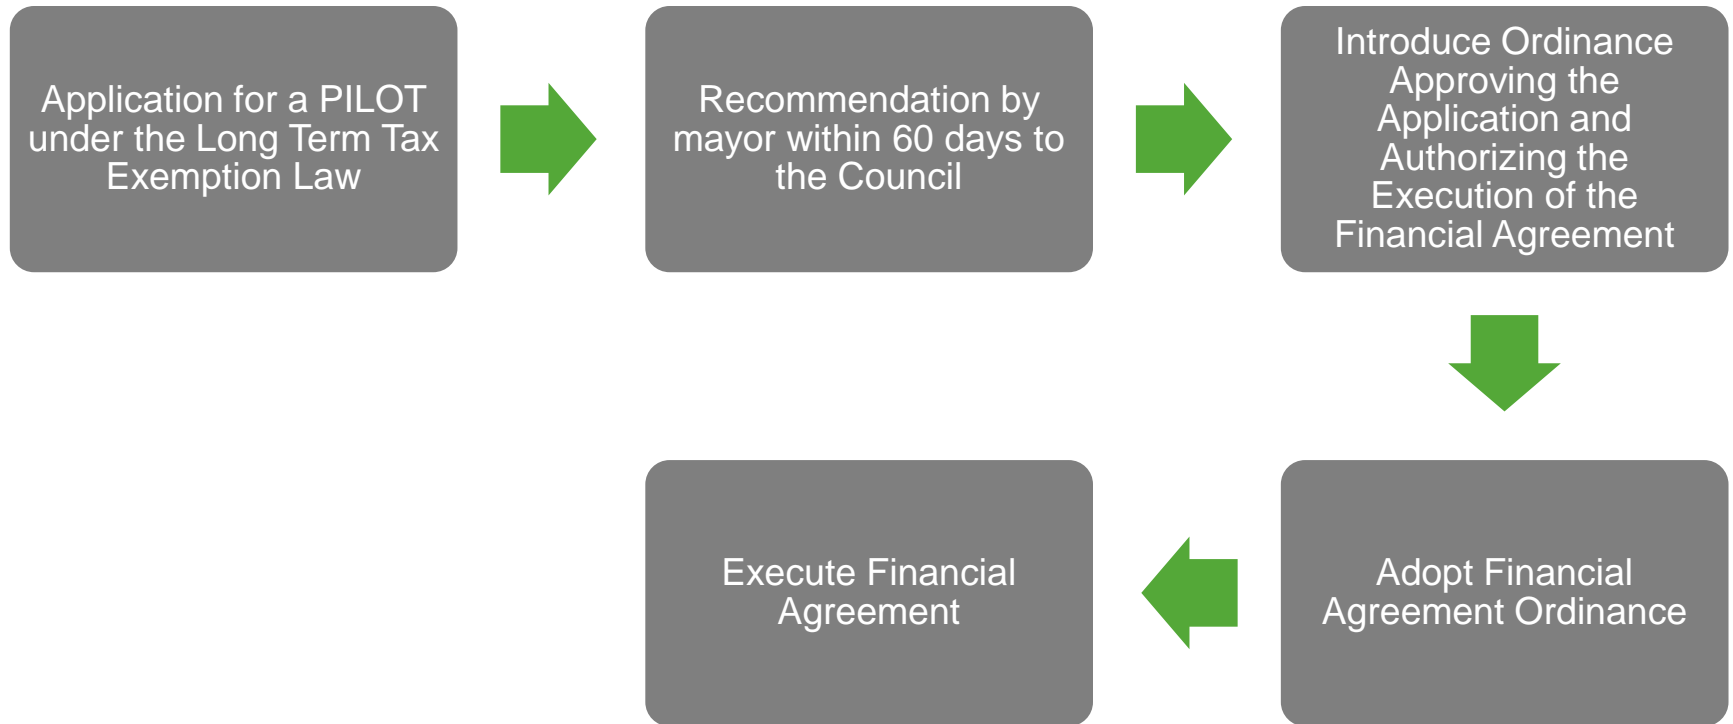 Application for a PILOT
under the Long Term Tax
Exemption Law
Recommendation by
mayor within 60 days to
the Council
Introduce Ordinance
Approving the
Application and
Authorizing the
Execution of the
Financial Agreement
Adopt Financial
Agreement Ordinance
Execute Financial
Agreement